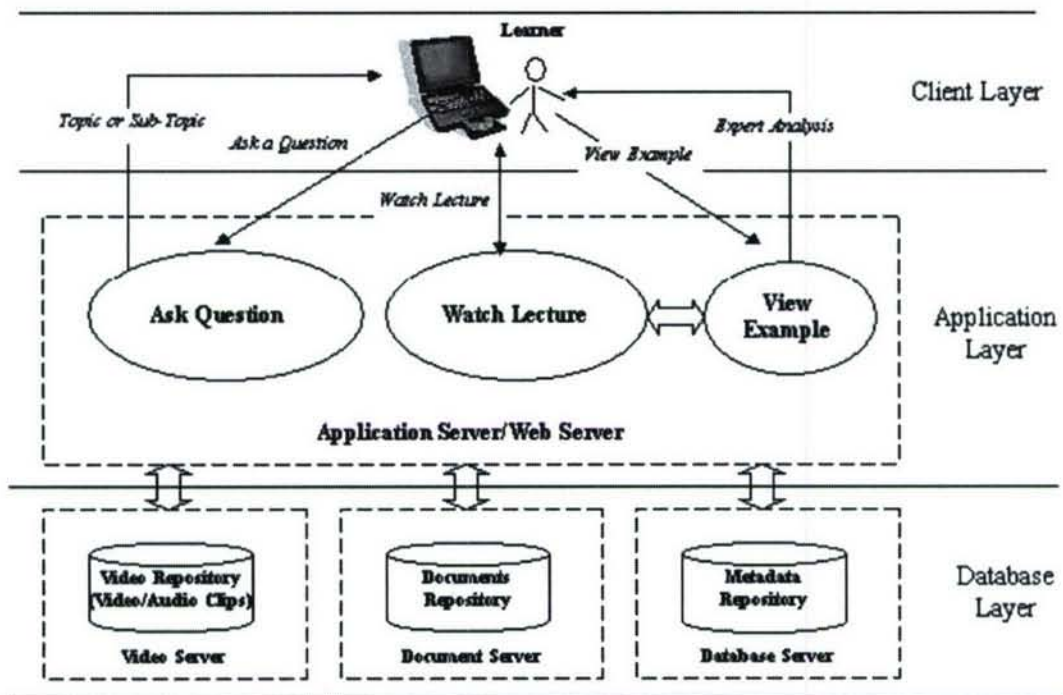 Learner
Client Layer
Topic or Sub-Topic
Ask a Question
View Example
Expert Analysis
Watch Lecture
Ask Question
Watch Lecture
View
Example
Application
Layer
Application Server/Web Server
Video Repository
(Video/Audio Clips)
Video Server
Documents
Repository
Document Server
Metadata
Repository
Database Server
Database
Layer